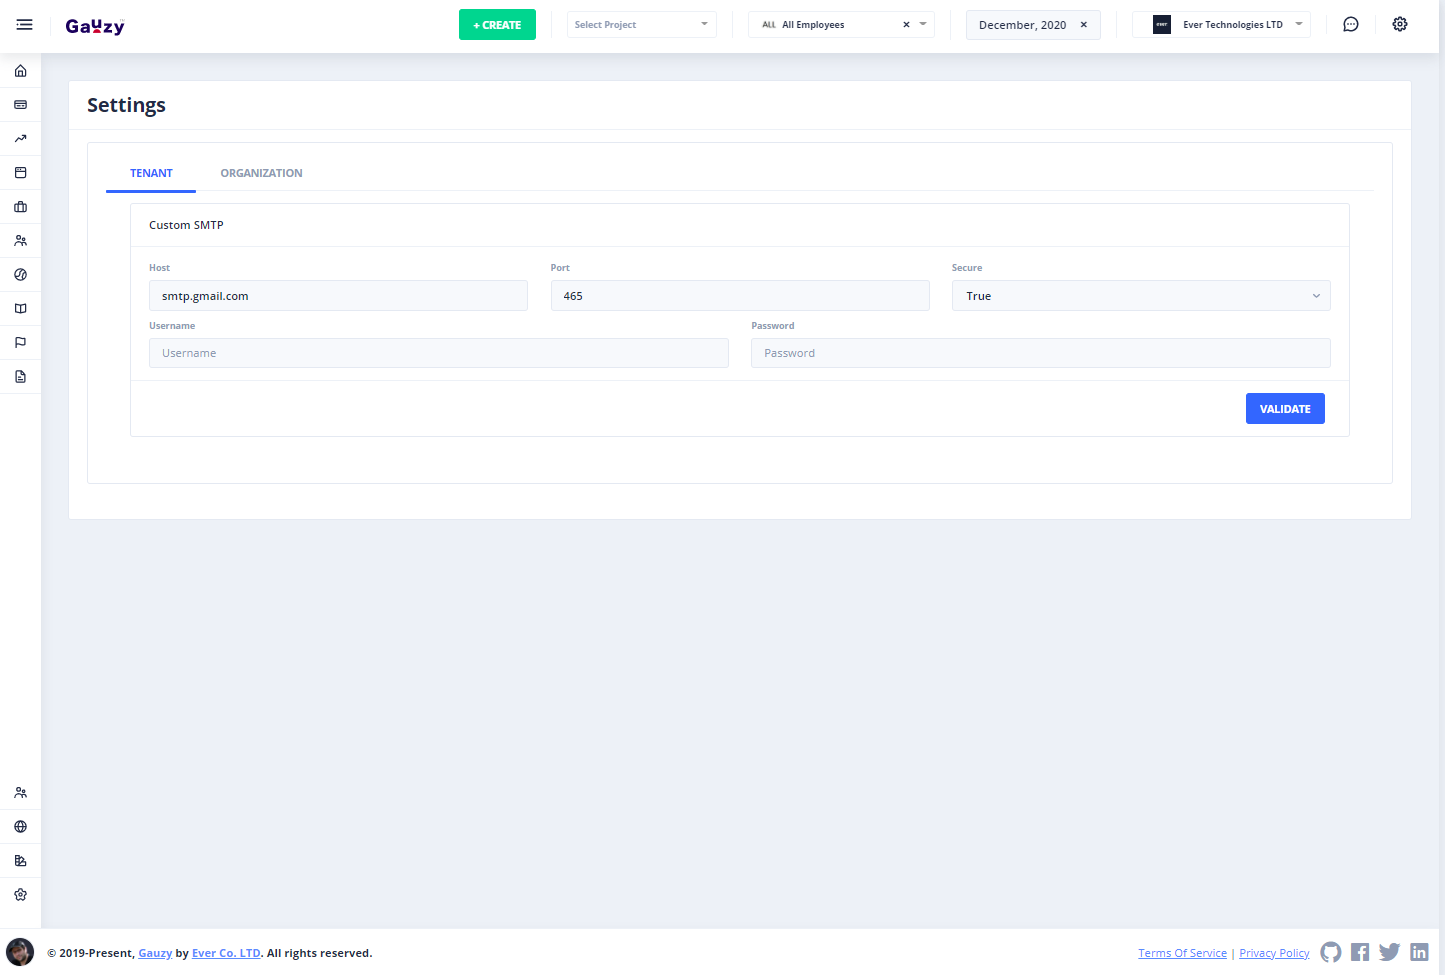 Gauzy
+ CREATE
Select Project
ALL All Employees ×
December, 2020 ×
ever Ever Technologies LTD
Settings
TENANT ORGANIZATION
Custom SMTP
Host Port Secure
smtp.gmail.com 465 True
Username Password
Username Password
VALIDATE
© 2019-Present, Gauzy by Ever Co. LTD. All rights reserved.
Terms Of Service | Privacy Policy